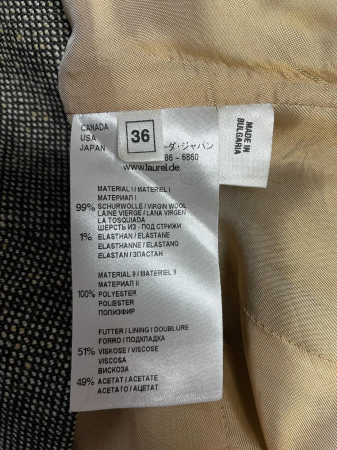 CANADA
USA
JAPAN
36
ーダ・ジャパン
86 - 6860
www.laurel.de
MADE IN
BULGARIA
MATERIAL I / MATERIEL I
МАТЕРИАЛ I
99% SCHURWOLLE / VIRGIN WOOL
LAINE VIERGE / LANA VIRGEN
LA TOSQUIADA
ШЕРСТЬ ИЗ - ПОД СТРИЖИ
1% ELASTHAN / ELASTANE
ELASTHANNE / ELASTANO
ELASTAN / ЭЛАСТАН
MATERIAL II / MATERIEL II
МАТЕРИАЛ II
100% POLYESTER
POLIESTER
ПОЛИЭФИР
FUTTER / LINING / DOUBLURE
FORRO / ПОДКЛАДКА
51% VISKOSE / VISCOSE
VISCOSA
ВИСКОЗА
49% ACETAT / ACETATE
ACETATO / АЦЕТАТ